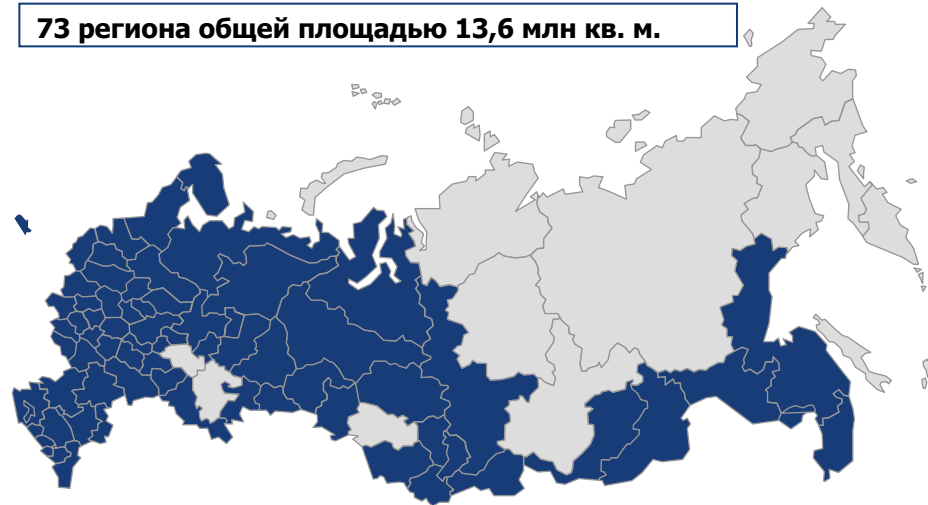 73 региона общей площадью 13,6 млн кв. м.